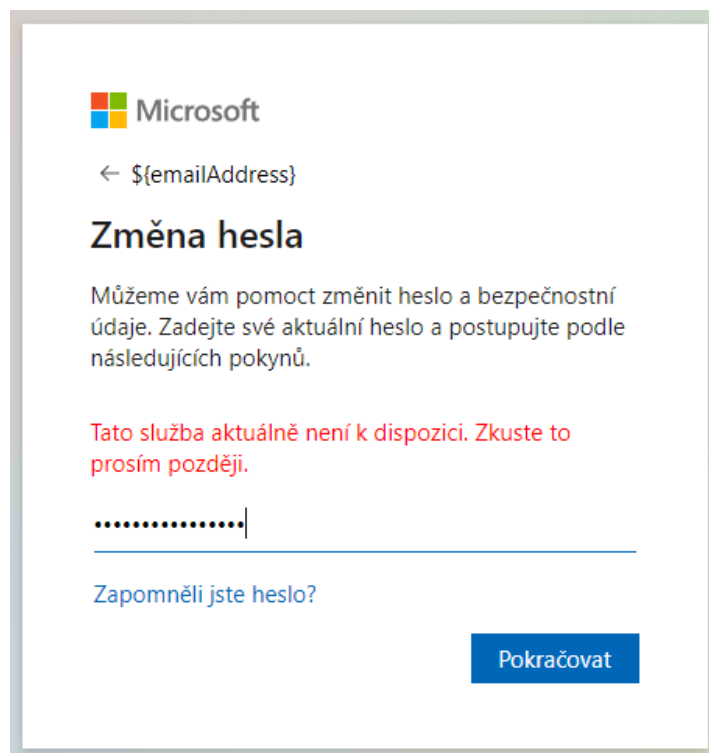 Microsoft
← ${emailAddress}
Změna hesla
Můžeme vám pomoct změnit heslo a bezpečnostní
údaje. Zadejte své aktuální heslo a postupujte podle
následujících pokynů.
Tato služba aktuálně není k dispozici. Zkuste to
prosím později.
••••••••••••••••
Zapomněli jste heslo?
Pokračovat